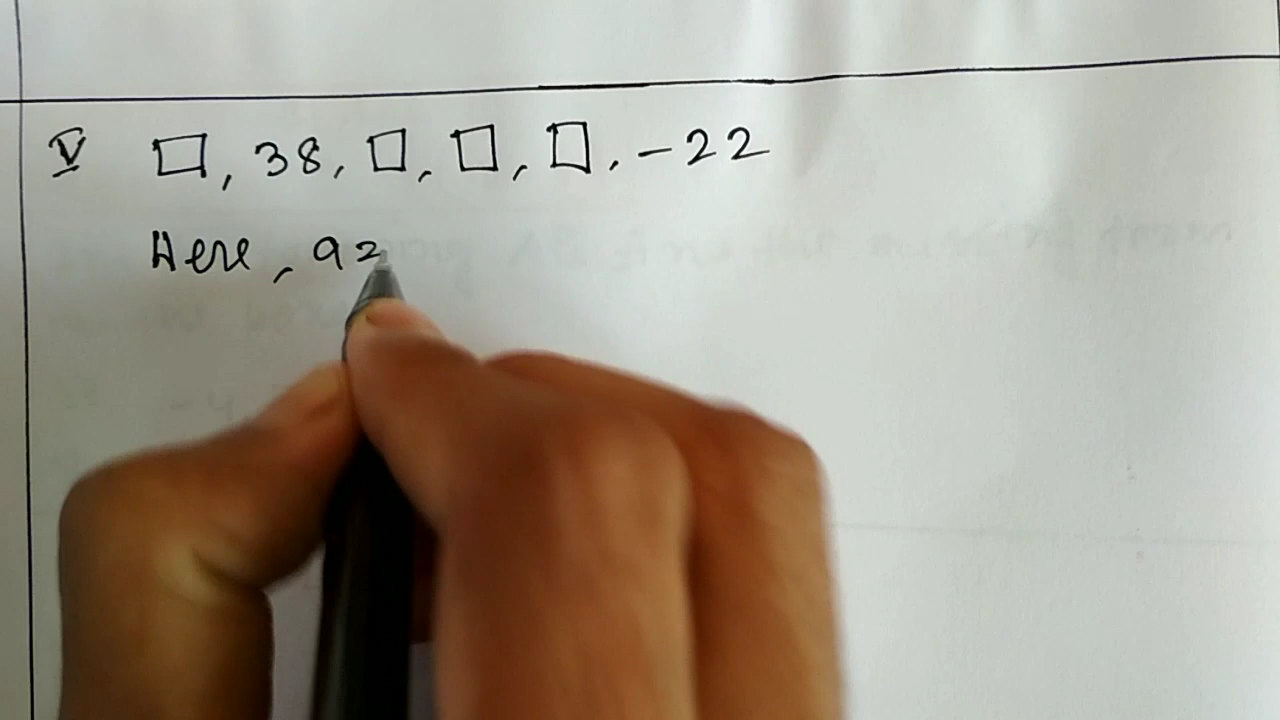 V □, 38, □, □, □, -22
Here, a2